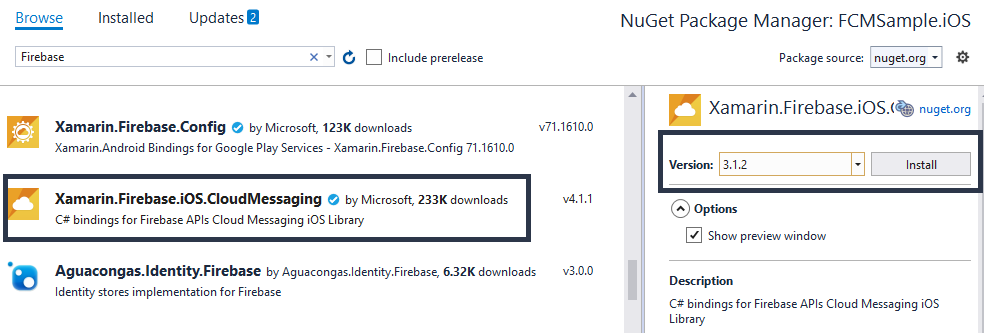 Browse Installed Updates 2
NuGet Package Manager: FCMSample.iOS
Firebase
Include prerelease
Package source: nuget.org
Xamarin.Firebase.Config by Microsoft, 123K downloads v71.1610.0
Xamarin.Android Bindings for Google Play Services - Xamarin.Firebase.Config 71.1610.0
Xamarin.Firebase.iOS.CloudMessaging by Microsoft, 233K downloads v4.1.1
C# bindings for Firebase APIs Cloud Messaging iOS Library
Aguacongas.Identity.Firebase by Aguacongas.Identity.Firebase, 6.32K downloads v3.0.0
Identity stores implementation for Firebase
Xamarin.Firebase.iOS.C nuget.org
Version: 3.1.2 Install
Options
Show preview window
Description
C# bindings for Firebase APIs Cloud Messaging iOS
Library